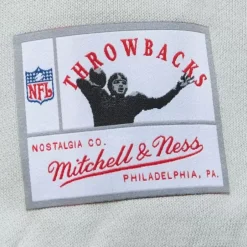 THROWBACKS
NFL
NOSTALGIA CO.
Mitchell & Ness
PHILADELPHIA, PA.